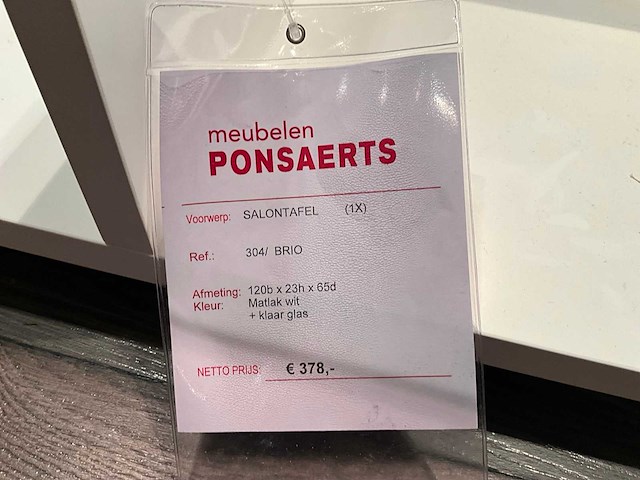 meubelen
PONSAERTS
Voorwerp: SALONTAFEL (1X)
Ref.: 304/ BRIO
Afmeting: 120b x 23h x 65d
Kleur: Matlak wit
+ klaar glas
NETTO PRIJS: € 378,-